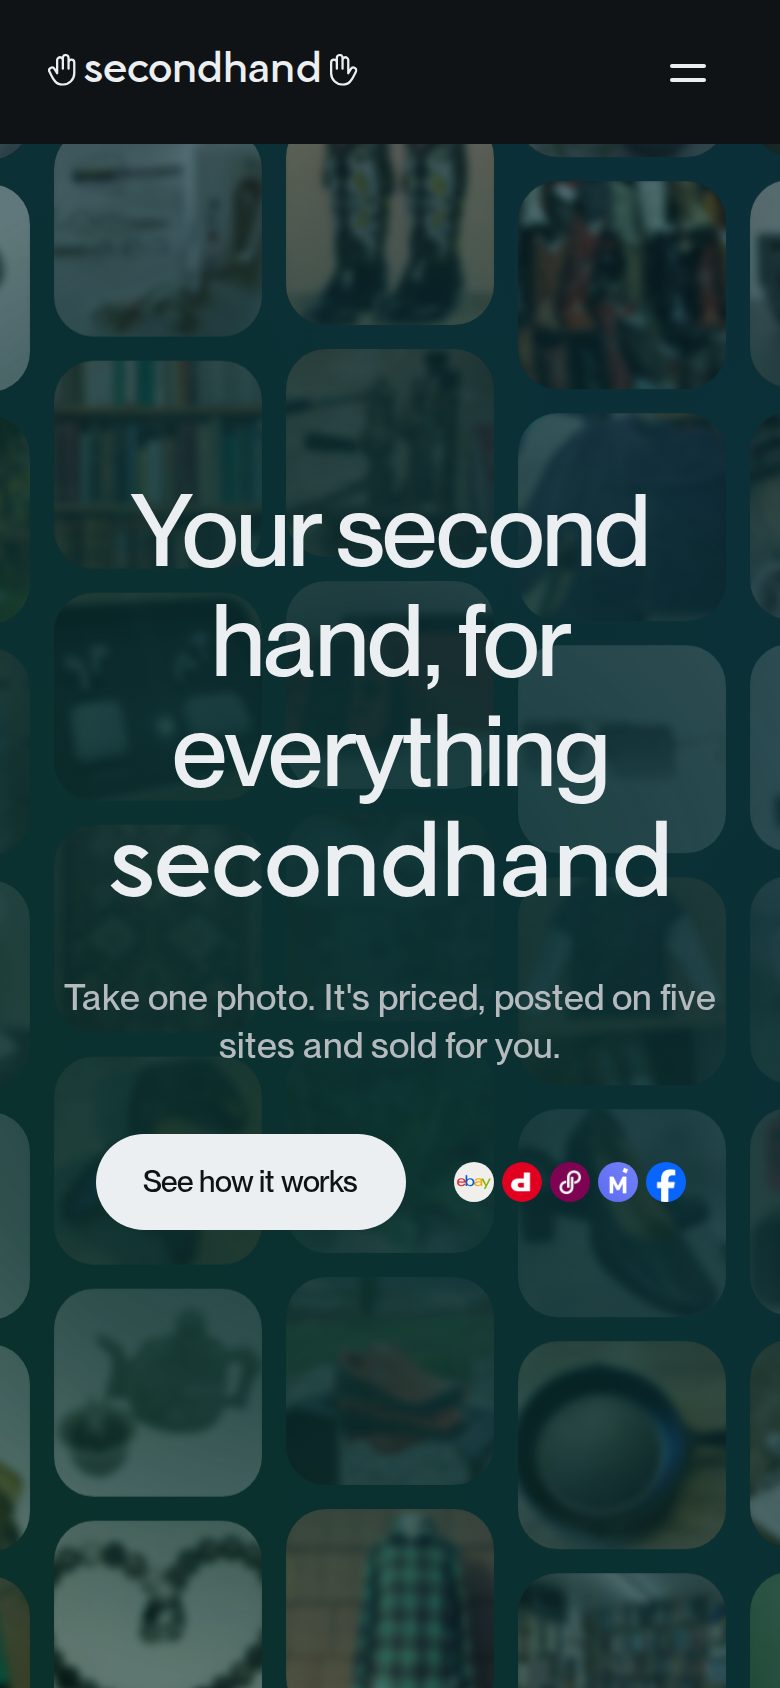 secondhand
Your second
hand, for
everything
secondhand
Take one photo. It's priced, posted on five
sites and sold for you.
See how it works
ebay